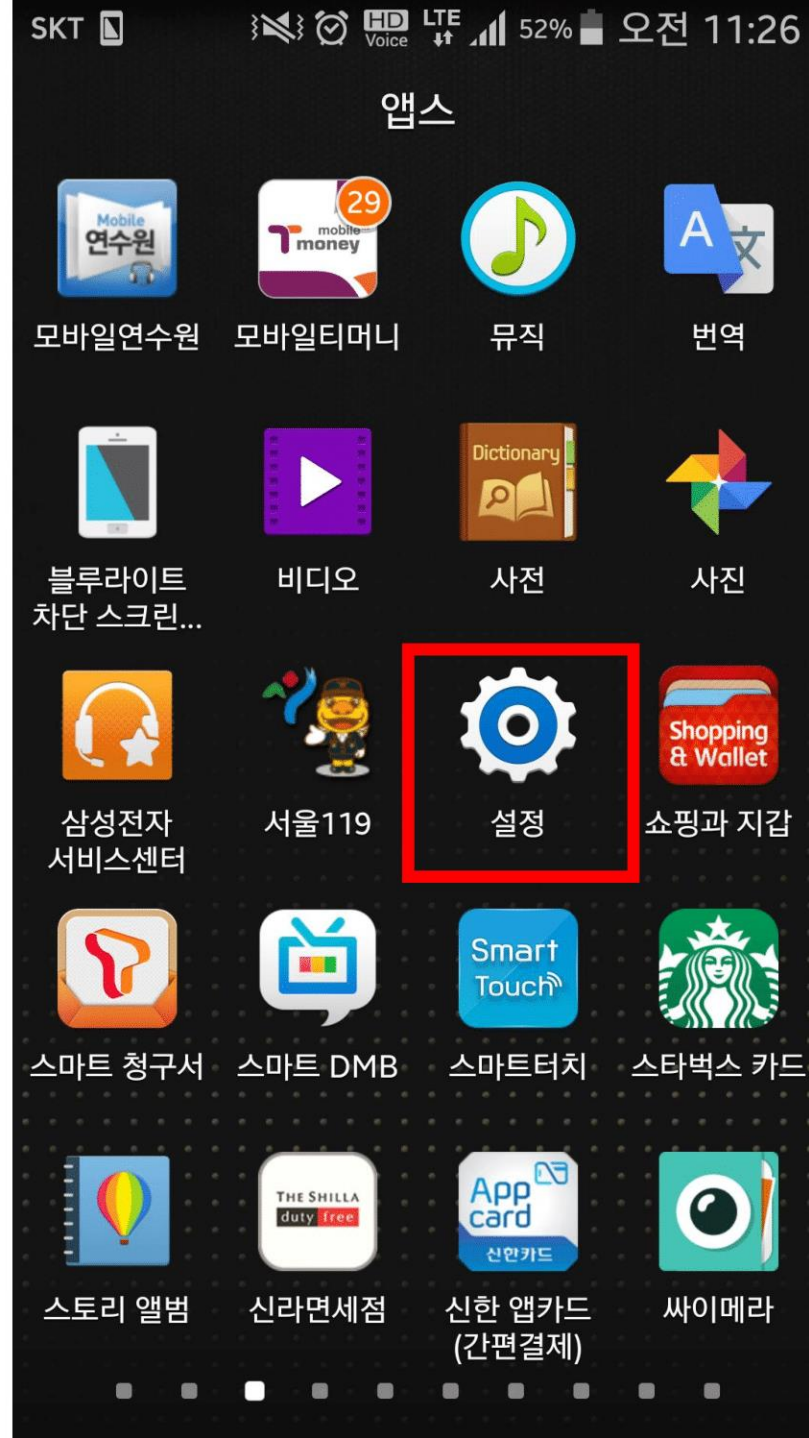 SKT HD Voice LTE 52% 오전 11:26
앱스
Mobile
연수원
29
mobile
money
A 文
모바일연수원 모바일티머니 뮤직 번역
Dictionary
블루라이트 비디오 사전 사진
차단 스크린...
Shopping
& Wallet
삼성전자 서울119 설정 쇼핑과 지갑
서비스센터
Smart
Touch
스마트 청구서 스마트 DMB 스마트터치 스타벅스 카드
THE SHILLA
duty free
App
card
신한카드
스토리 앨범 신라면세점 신한 앱카드 싸이메라
(간편결제)